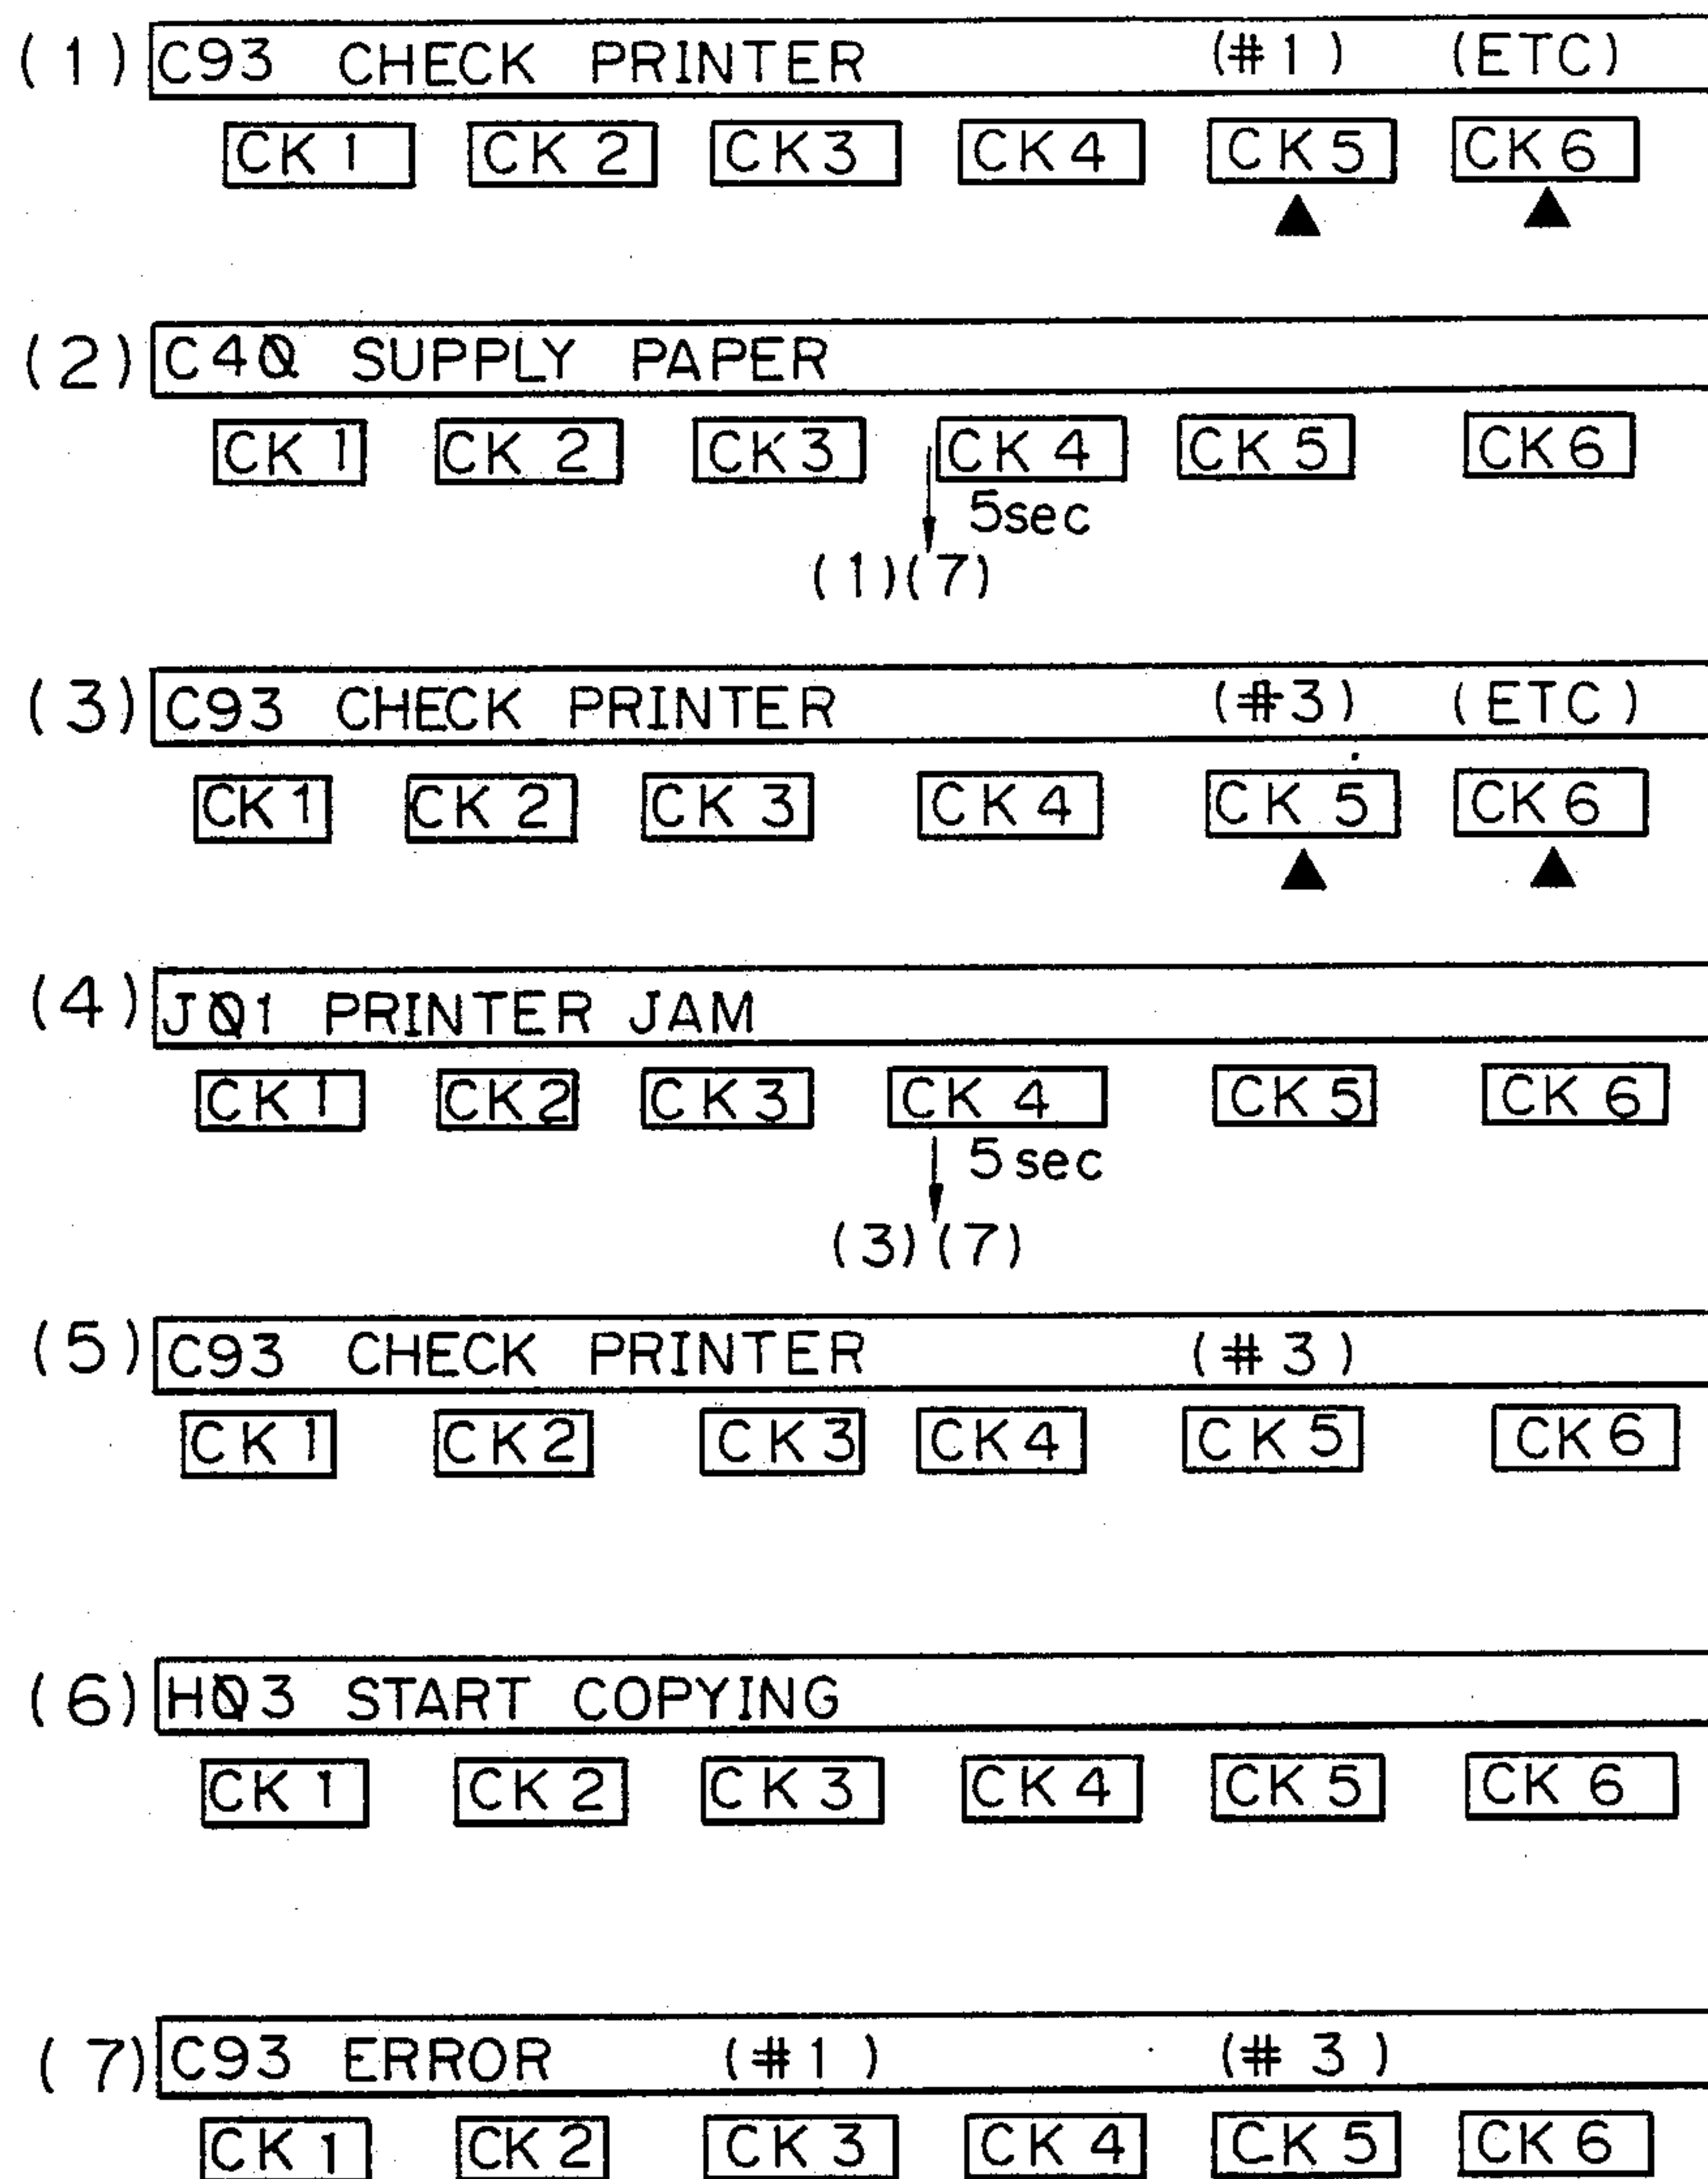 (1) C93 CHECK PRINTER (#1) (ETC)
CK1 CK2 CK3 CK4 CK5 CK6
(2) C40 SUPPLY PAPER
CK1 CK2 CK3 CK4 CK5 CK6
5sec
(1)(7)
(3) C93 CHECK PRINTER (#3) (ETC)
CK1 CK2 CK3 CK4 CK5 CK6
(4) J01 PRINTER JAM
CK1 CK2 CK3 CK4 CK5 CK6
5sec
(3)(7)
(5) C93 CHECK PRINTER (#3)
CK1 CK2 CK3 CK4 CK5 CK6
(6) H03 START COPYING
CK1 CK2 CK3 CK4 CK5 CK6
(7) C93 ERROR (#1) (#3)
CK1 CK2 CK3 CK4 CK5 CK6